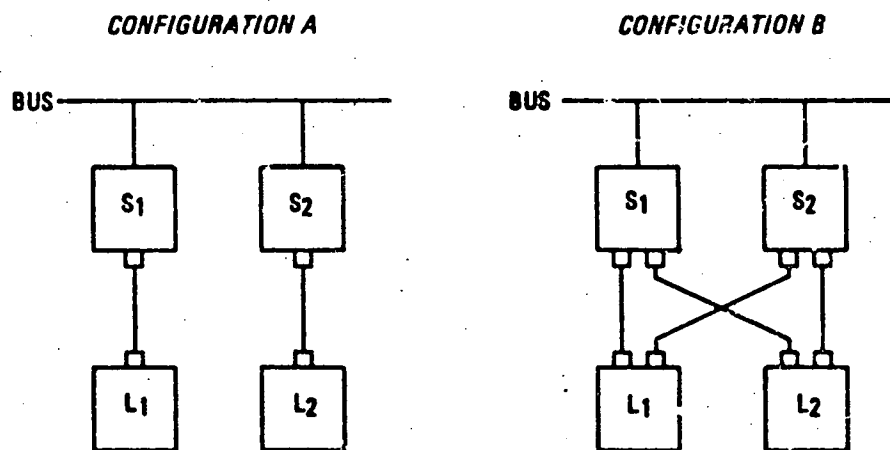 CONFIGURATION A
CONFIGURATION B
BUS
BUS
S1
S2
S1
S2
L1
L2
L1
L2